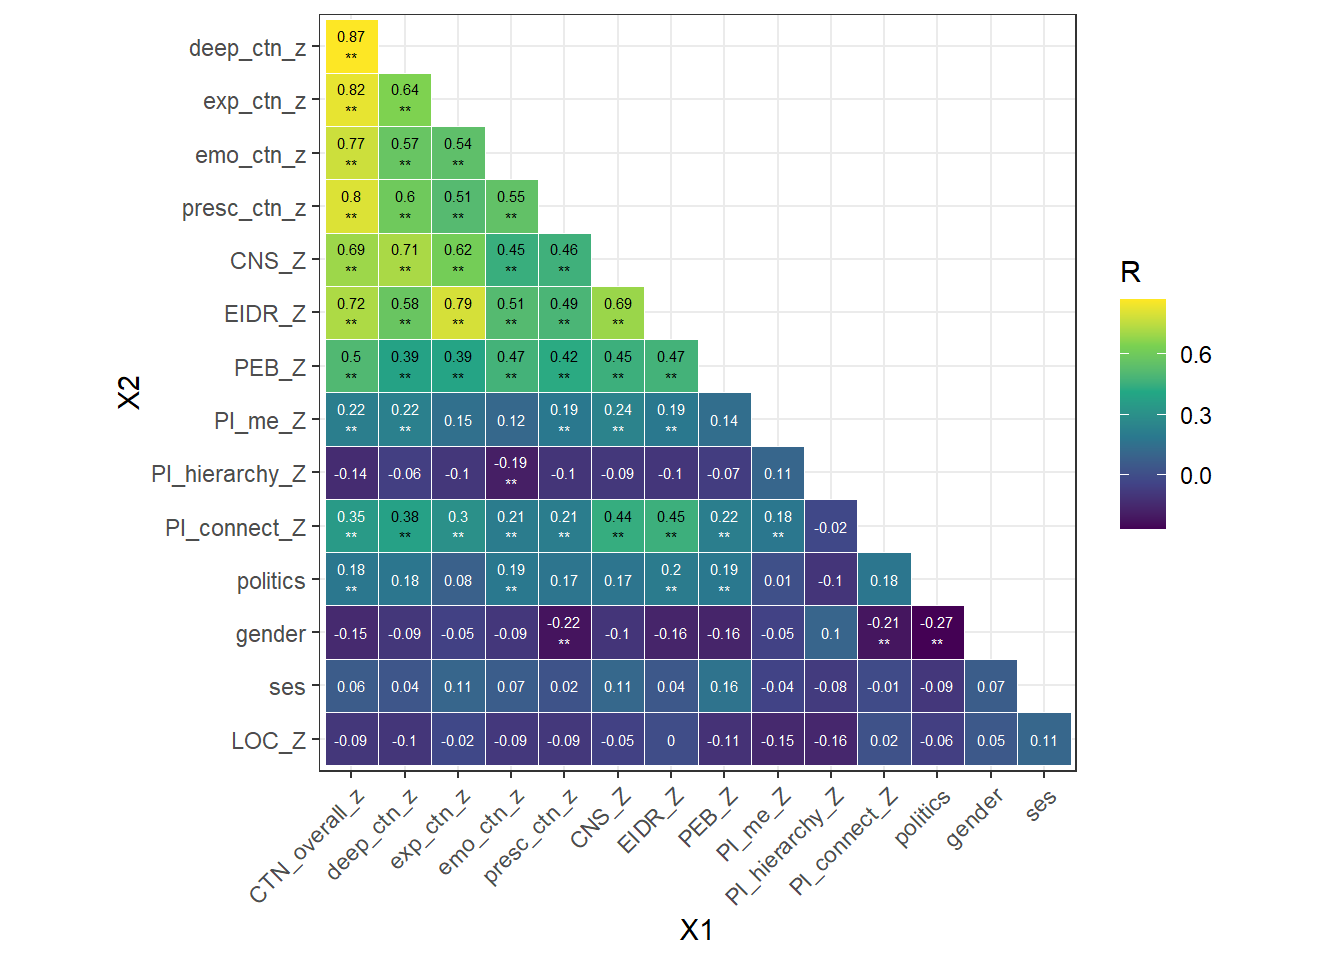 deep_ctn_z
0.87
**
exp_ctn_z
0.82 0.64
** **
emo_ctn_z
0.77 0.57 0.54
** ** **
presc_ctn_z
0.8 0.6 0.51 0.55
** ** ** **
CNS_Z
0.69 0.71 0.62 0.45 0.46
** ** ** ** **
EIDR_Z
0.72 0.58 0.79 0.51 0.49 0.69
** ** ** ** ** **
PEB_Z
0.5 0.39 0.39 0.47 0.42 0.45 0.47
** ** ** ** ** ** **
PI_me_Z
0.22 0.22 0.15 0.12 0.19 0.24 0.19 0.14
** ** ** ** **
PI_hierarchy_Z
-0.14 -0.06 -0.1 -0.19 -0.1 -0.09 -0.1 -0.07 0.11
**
PI_connect_Z
0.35 0.38 0.3 0.21 0.21 0.44 0.45 0.22 0.18 -0.02
** ** ** ** ** ** ** ** **
politics
0.18 0.18 0.08 0.19 0.17 0.17 0.2 0.19 0.01 -0.1 0.18
** ** ** **
gender
-0.15 -0.09 -0.05 -0.09 -0.22 -0.1 -0.16 -0.16 -0.05 0.1 -0.21 -0.27
** ** **
ses
0.06 0.04 0.11 0.07 0.02 0.11 0.04 0.16 -0.04 -0.08 -0.01 -0.09 0.07
LOC_Z
-0.09 -0.1 -0.02 -0.09 -0.09 -0.05 0 -0.11 -0.15 -0.16 0.02 -0.06 0.05 0.11
X2
CTN_overall_z
deep_ctn_z
exp_ctn_z
emo_ctn_z
presc_ctn_z
CNS_Z
EIDR_Z
PEB_Z
PI_me_Z
PI_hierarchy_Z
PI_connect_Z
politics
gender
ses
X1
R
0.6
0.3
0.0